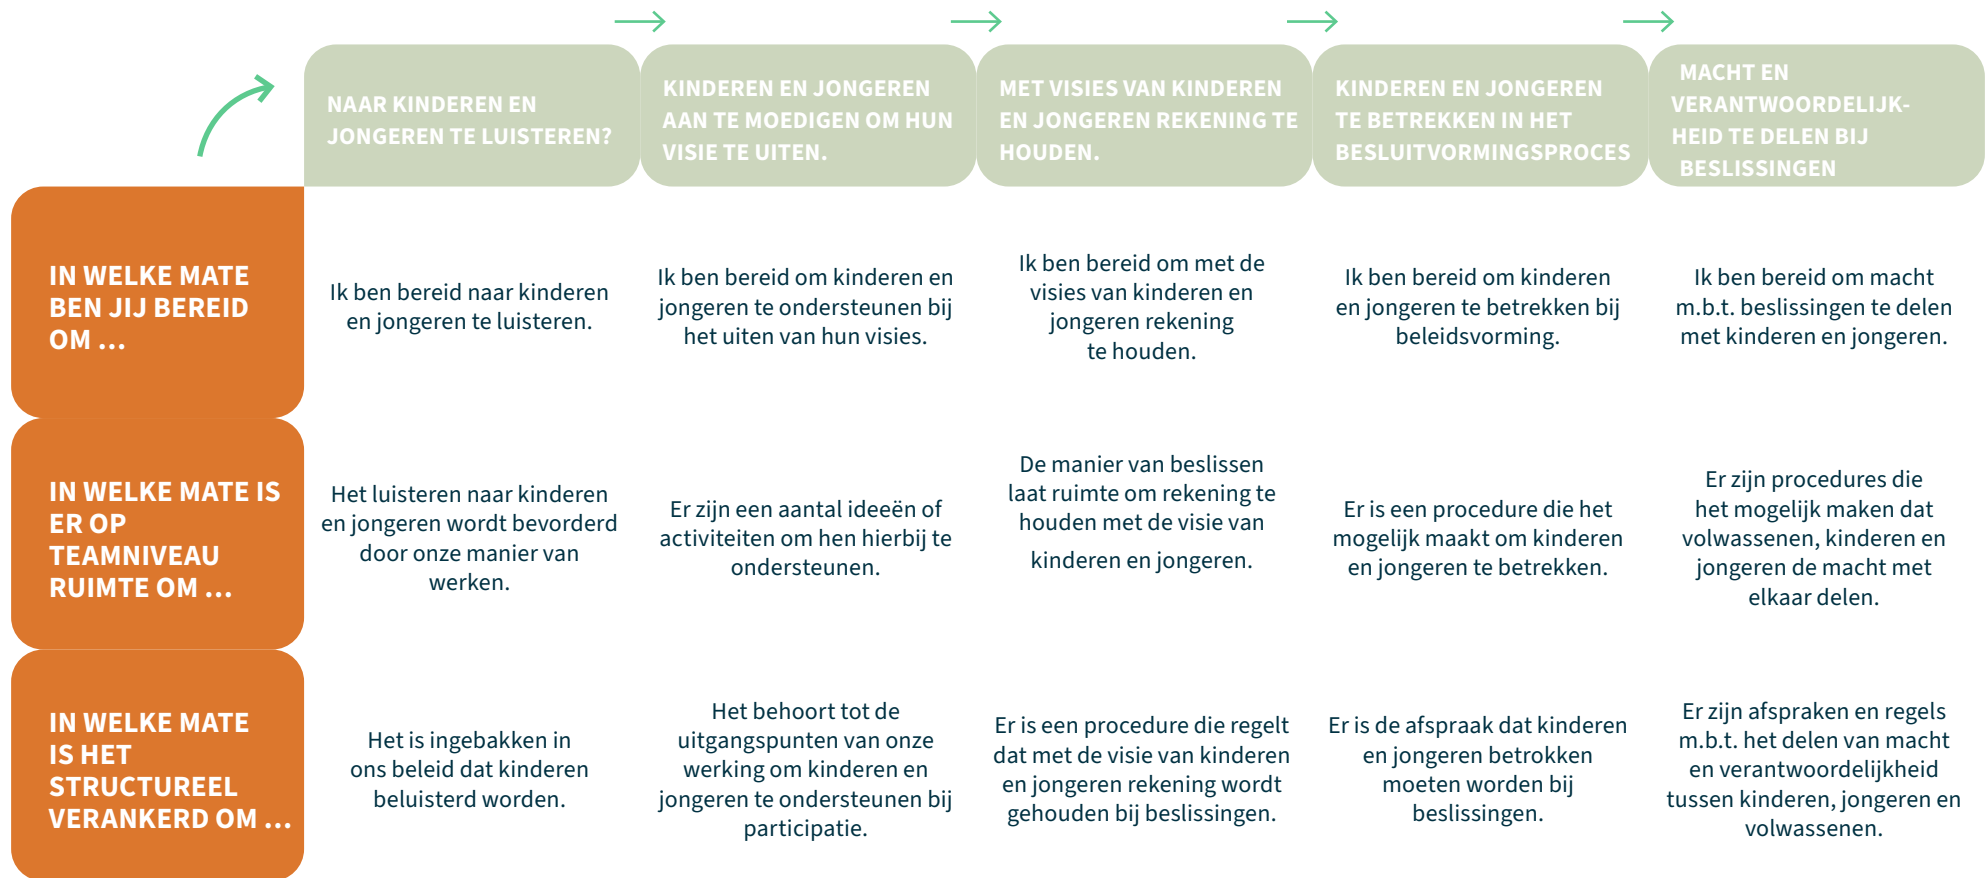 NAAR KINDEREN EN
JONGEREN TE LUISTEREN?
KINDEREN EN JONGEREN
AAN TE MOEDIGEN OM HUN
VISIE TE UITEN.
MET VISIES VAN KINDEREN
EN JONGEREN REKENING TE
HOUDEN.
KINDEREN EN JONGEREN
TE BETREKKEN IN HET
BESLUITVORMINGSPROCES
MACHT EN
VERANTWOORDELIJK-
HEID TE DELEN BIJ
BESLISSINGEN
IN WELKE MATE
BEN JIJ BEREID
OM ...
Ik ben bereid naar kinderen
en jongeren te luisteren.
Ik ben bereid om kinderen en
jongeren te ondersteunen bij
het uiten van hun visies.
Ik ben bereid om met de
visies van kinderen en
jongeren rekening
te houden.
Ik ben bereid om kinderen
en jongeren te betrekken bij
beleidsvorming.
Ik ben bereid om macht
m.b.t. beslissingen te delen
met kinderen en jongeren.
IN WELKE MATE IS
ER OP
TEAMNIVEAU
RUIMTE OM ...
Het luisteren naar kinderen
en jongeren wordt bevorderd
door onze manier van
werken.
Er zijn een aantal ideeën of
activiteiten om hen hierbij te
ondersteunen.
De manier van beslissen
laat ruimte om rekening te
houden met de visie van
kinderen en jongeren.
Er is een procedure die het
mogelijk maakt om kinderen
en jongeren te betrekken.
Er zijn procedures die
het mogelijk maken dat
volwassenen, kinderen en
jongeren de macht met
elkaar delen.
IN WELKE MATE
IS HET
STRUCTUREEL
VERANKERD OM ...
Het is ingebakken in
ons beleid dat kinderen
beluisterd worden.
Het behoort tot de
uitgangspunten van onze
werking om kinderen en
jongeren te ondersteunen bij
participatie.
Er is een procedure die regelt
dat met de visie van kinderen
en jongeren rekening wordt
gehouden bij beslissingen.
Er is de afspraak dat kinderen
en jongeren betrokken
moeten worden bij
beslissingen.
Er zijn afspraken en regels
m.b.t. het delen van macht
en verantwoordelijkheid
tussen kinderen, jongeren en
volwassenen.